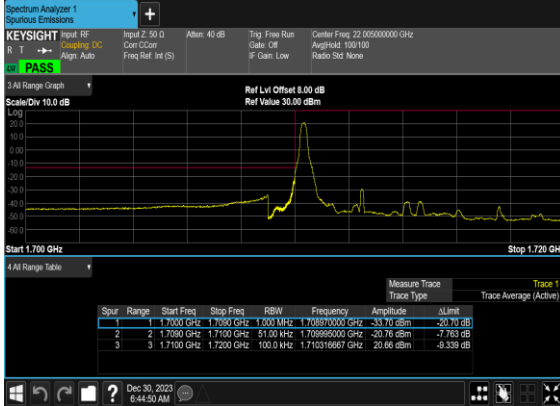 Spectrum Analyzer 1
Spurious Emissions
+
KEYSIGHT Input: RF Input Z: 50 Ω Atten: 40 dB Trig: Free Run Center Freq: 22.005000000 GHz
R T Coupling: DC Corr CCorr Gate: Off Avg|Hold: 100/100
Align: Auto Freq Ref: Int (S) IF Gain: Low Radio Std: None
LXI PASS
3 All Range Graph
Ref Lvl Offset 8.00 dB
Scale/Div 10.0 dB Ref Value 30.00 dBm
Log
20.0
10.0
0.00
-10.0
-20.0
-30.0
-40.0
-50.0
-60.0
Start 1.700 GHz Stop 1.720 GH
4 All Range Table
Measure Trace Trace 1
Trace Type Trace Average (Active)
Spur Range Start Freq Stop Freq RBW Frequency Amplitude ΔLimit
1 1 1.7000 GHz 1.7090 GHz 1.000 MHz 1.708970000 GHz -33.70 dBm -20.70 dB
2 2 1.7090 GHz 1.7100 GHz 51.00 kHz 1.709995000 GHz -20.76 dBm -7.763 dB
3 3 1.7100 GHz 1.7200 GHz 100.0 kHz 1.710316667 GHz 20.66 dBm -9.339 dB
? Dec 30, 2023
6:44:50 AM